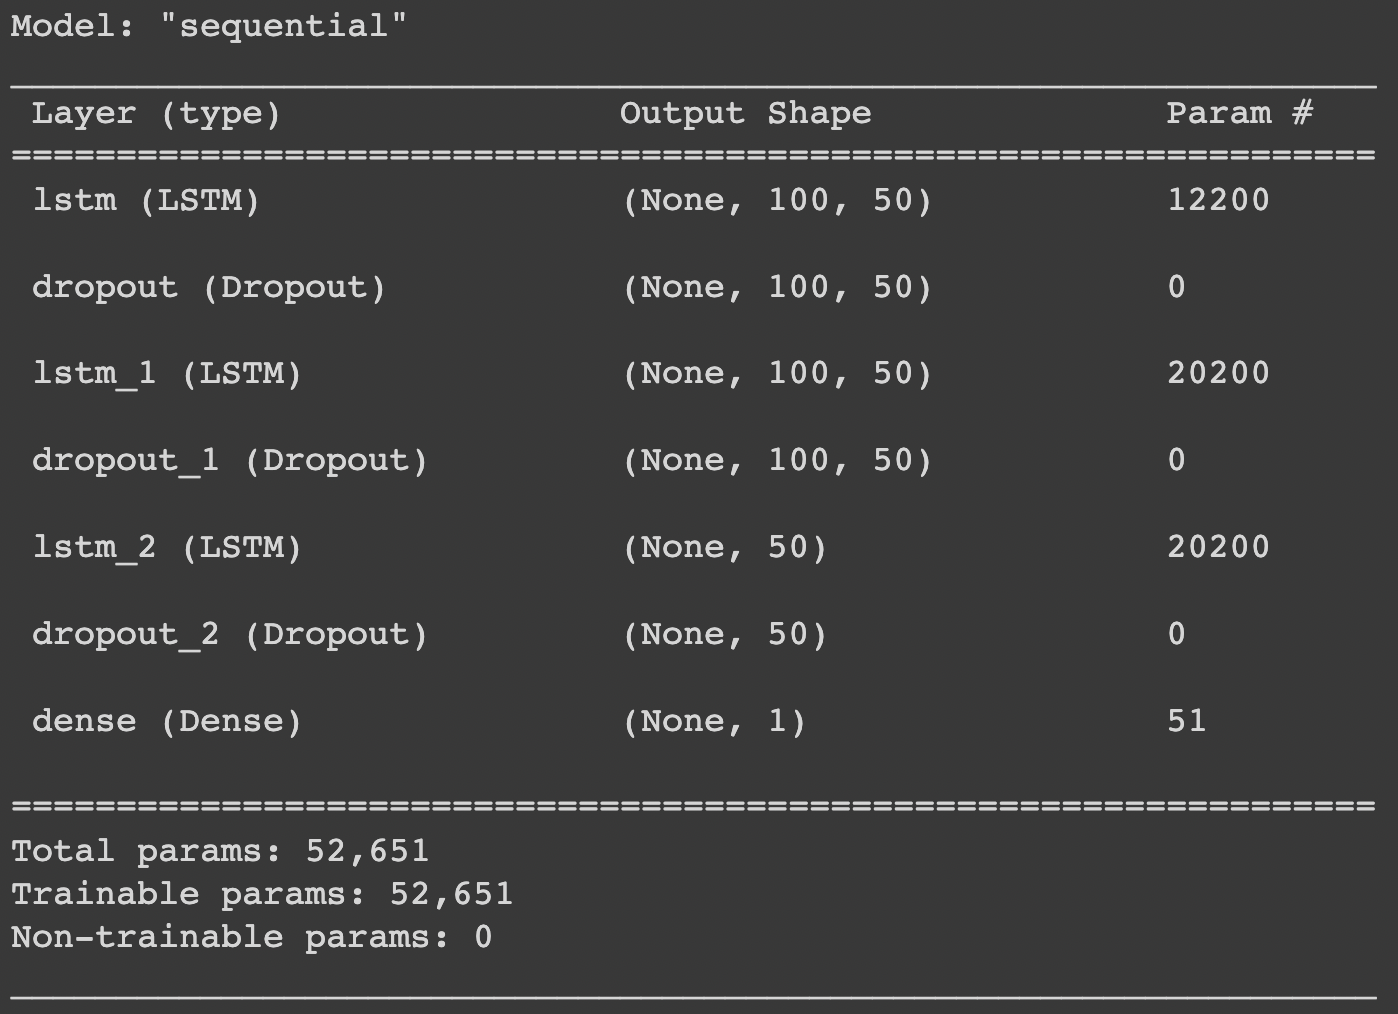 Model: "sequential"
_________________________________________________________________
Layer (type) Output Shape Param #
=================================================================
lstm (LSTM) (None, 100, 50) 12200
dropout (Dropout) (None, 100, 50) 0
lstm_1 (LSTM) (None, 100, 50) 20200
dropout_1 (Dropout) (None, 100, 50) 0
lstm_2 (LSTM) (None, 50) 20200
dropout_2 (Dropout) (None, 50) 0
dense (Dense) (None, 1) 51
=================================================================
Total params: 52,651
Trainable params: 52,651
Non-trainable params: 0
_________________________________________________________________